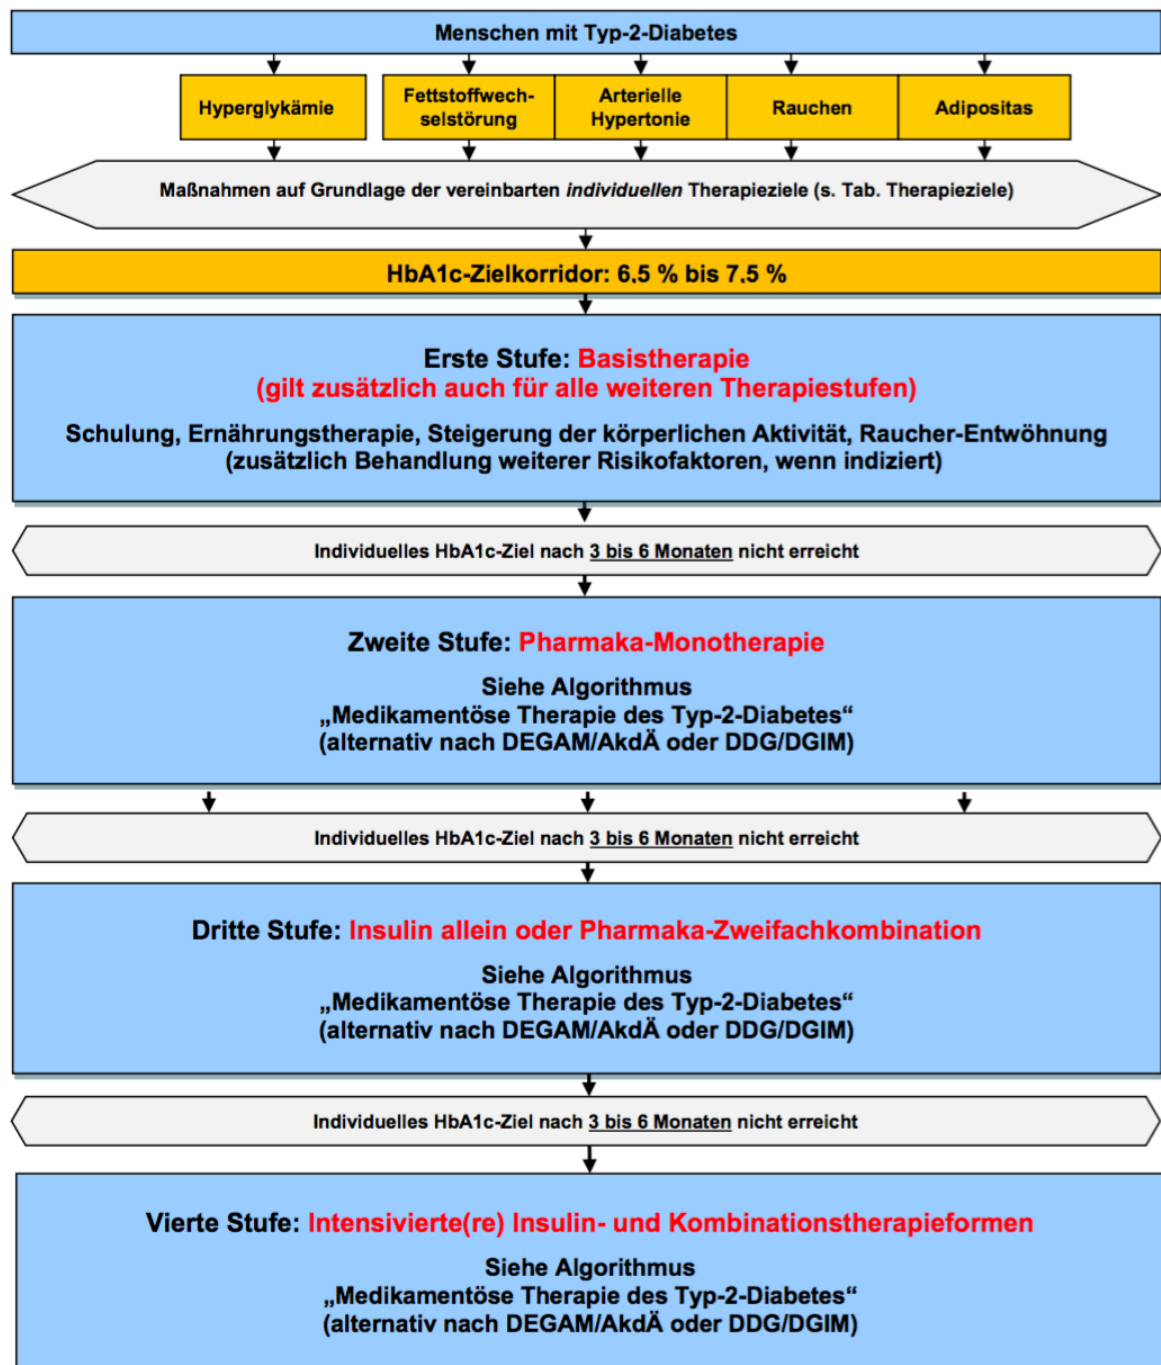 Menschen mit Typ-2-Diabetes
Hyperglykämie
Fettstoffwech-
selstörung
Arterielle
Hypertonie
Rauchen
Adipositas
Maßnahmen auf Grundlage der vereinbarten individuellen Therapieziele (s. Tab. Therapieziele)
HbA1c-Zielkorridor: 6,5 % bis 7,5 %
Erste Stufe: Basistherapie
(gilt zusätzlich auch für alle weiteren Therapiestufen)
Schulung, Ernährungstherapie, Steigerung der körperlichen Aktivität, Raucher-Entwöhnung
(zusätzlich Behandlung weiterer Risikofaktoren, wenn indiziert)
Individuelles HbA1c-Ziel nach 3 bis 6 Monaten nicht erreicht
Zweite Stufe: Pharmaka-Monotherapie
Siehe Algorithmus
„Medikamentöse Therapie des Typ-2-Diabetes“
(alternativ nach DEGAM/AkdÄ oder DDG/DGIM)
Individuelles HbA1c-Ziel nach 3 bis 6 Monaten nicht erreicht
Dritte Stufe: Insulin allein oder Pharmaka-Zweifachkombination
Siehe Algorithmus
„Medikamentöse Therapie des Typ-2-Diabetes“
(alternativ nach DEGAM/AkdÄ oder DDG/DGIM)
Individuelles HbA1c-Ziel nach 3 bis 6 Monaten nicht erreicht
Vierte Stufe: Intensivierte(re) Insulin- und Kombinationstherapieformen
Siehe Algorithmus
„Medikamentöse Therapie des Typ-2-Diabetes“
(alternativ nach DEGAM/AkdÄ oder DDG/DGIM)